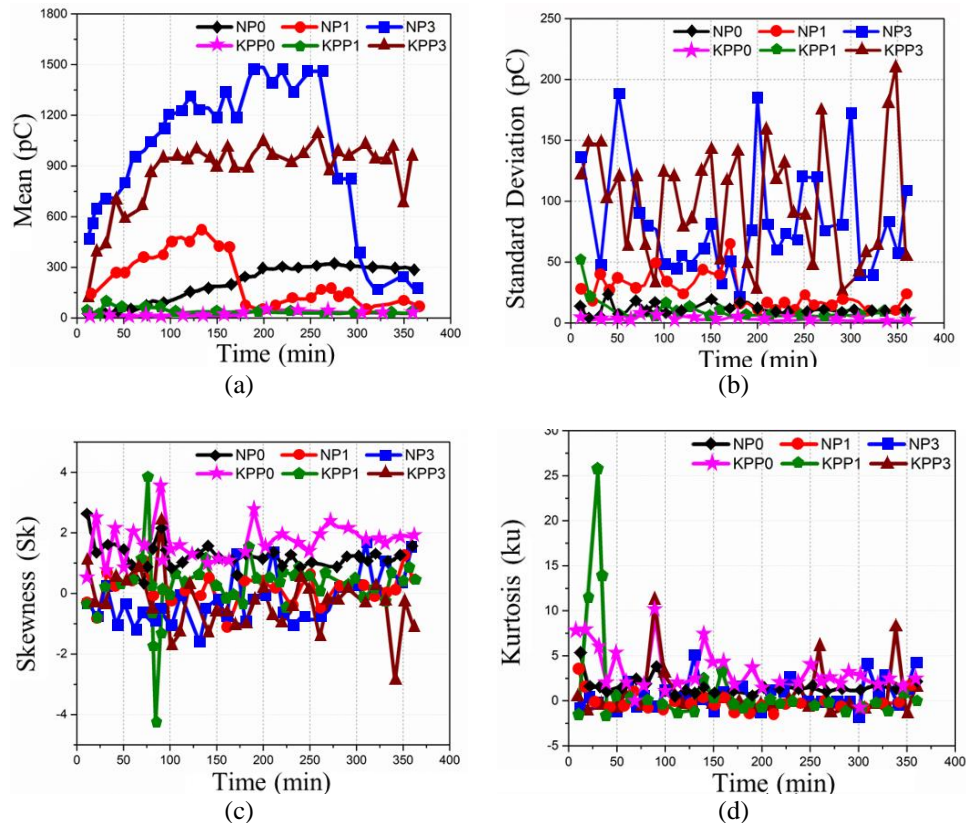 NP0 NP1 NP3
KPP0 KPP1 KPP3
1800
1500
1200
900
600
300
0
Mean (pC)
0 50 100 150 200 250 300 350 400
Time (min)
(a)
NP0 NP1 NP3
KPP0 KPP1 KPP3
250
200
150
100
50
0
Standard Deviation (pC)
0 50 100 150 200 250 300 350 400
Time (min)
(b)
NP0 NP1 NP3
KPP0 KPP1 KPP3
4
2
0
-2
-4
Skewness (Sk)
0 50 100 150 200 250 300 350 400
Time (min)
(c)
NP0 NP1 NP3
KPP0 KPP1 KPP3
30
25
20
15
10
5
0
-5
Kurtosis (ku)
0 50 100 150 200 250 300 350 400
Time (min)
(d)